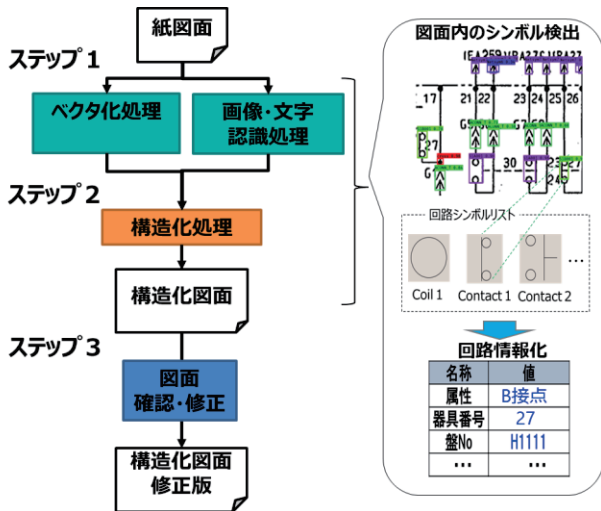 紙図面
ステップ1
ベクタ化処理
画像・文字
認識処理
ステップ2
構造化処理
構造化図面
ステップ3
図面
確認・修正
構造化図面
修正版
図面内のシンボル検出
17
21
22
23
24
25
26
27
30
23
24
27
回路シンボルリスト
Coil 1
Contact 1
Contact 2
…
回路情報化
名称 値
属性 B接点
器具番号 27
盤No H1111
… …